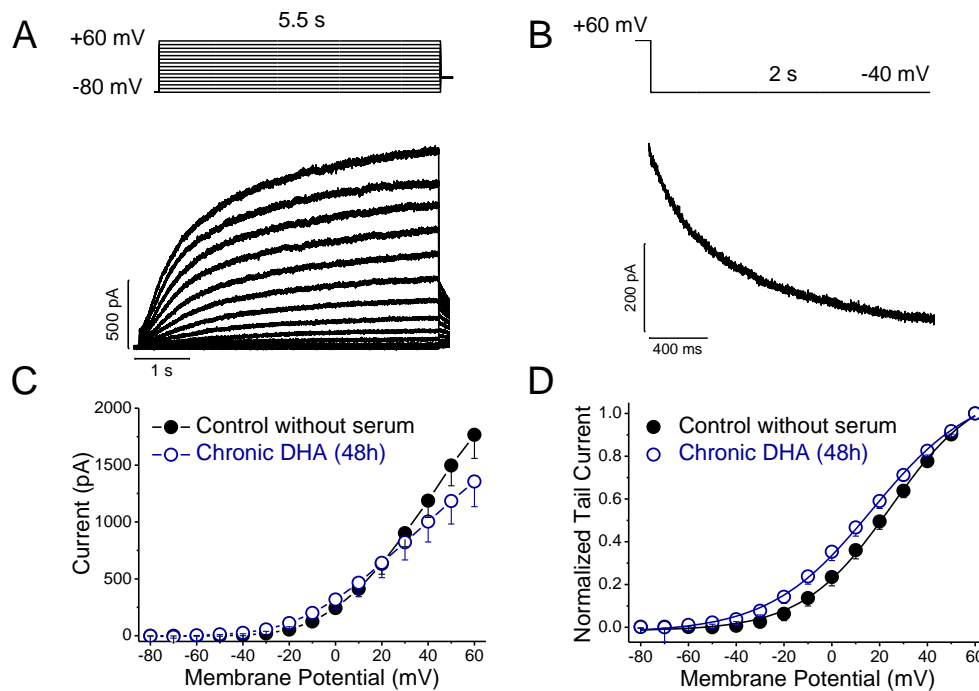 A
5.5 s
+60 mV
-80 mV
500 pA
1 s
B
+60 mV
2 s
-40 mV
200 pA
400 ms
C
2000
1500
1000
500
0
Current (pA)
Control without serum
Chronic DHA (48h)
-80 -60 -40 -20 0 20 40 60
Membrane Potential (mV)
D
1.0
0.8
0.6
0.4
0.2
0.0
Normalized Tail Current
Control without serum
Chronic DHA (48h)
-80 -60 -40 -20 0 20 40 60
Membrane Potential (mV)